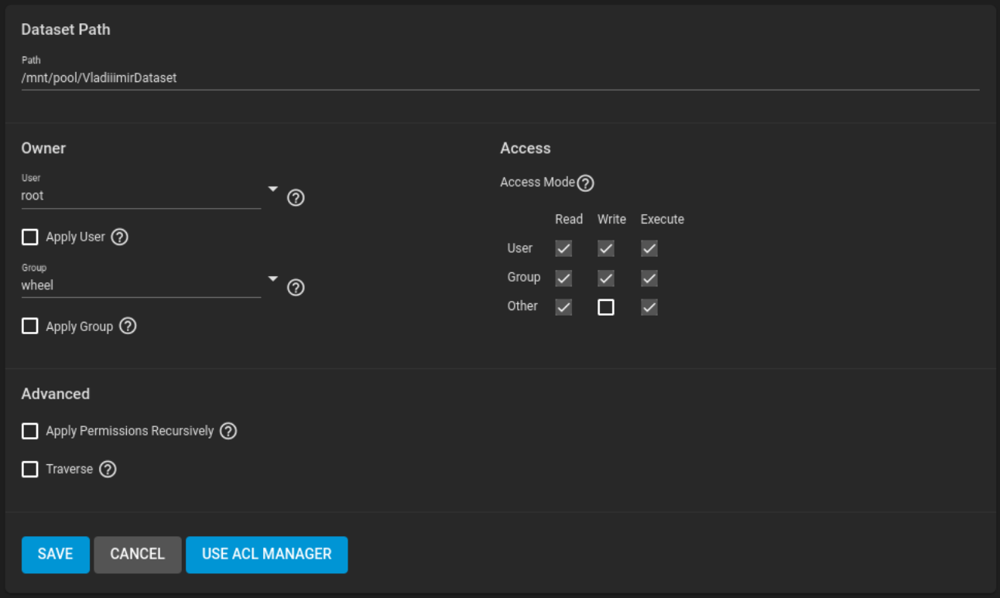 Dataset Path
Path
/mnt/pool/VladiiimirDataset
Owner
User
root
Apply User
Group
wheel
Apply Group
Access
Access Mode
Read Write Execute
User
Group
Other
Advanced
Apply Permissions Recursively
Traverse
SAVE CANCEL USE ACL MANAGER